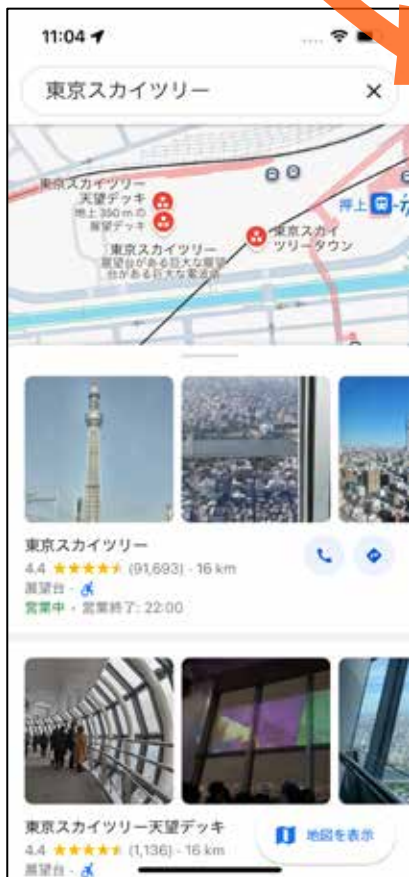 11:04
東京スカイツリー
東京スカイツリー
天望デッキ
地上 350 m の
展望デッキ
東京スカイ
ツリータウン
押上
東京スカイツリー
展望台がある巨大な電波塔
東京スカイツリー
4.4 (91,693)・16 km
展望台・
営業中・営業終了: 22:00
東京スカイツリー天望デッキ
4.4 (1,136)・16 km
展望台・
地図を表示